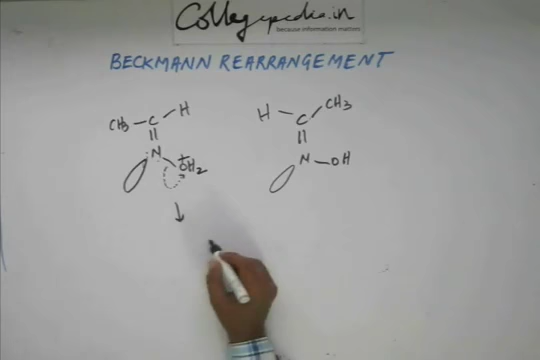 Collegepedia.in
because information matters
BECKMANN REARRANGEMENT
CH3 – C – H
||
N
+
OH2
H – C – CH3
||
N – OH